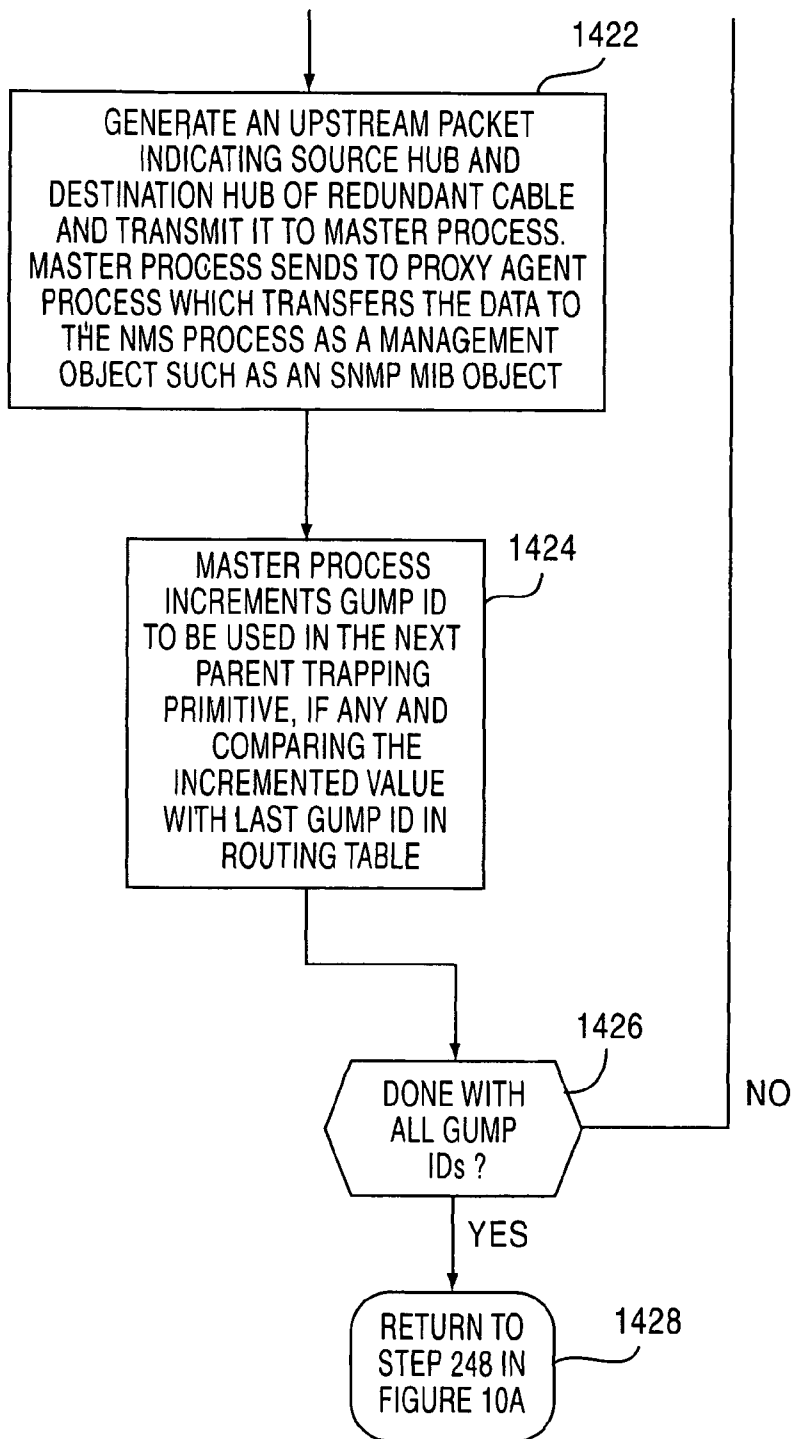 1422
GENERATE AN UPSTREAM PACKET
INDICATING SOURCE HUB AND
DESTINATION HUB OF REDUNDANT CABLE
AND TRANSMIT IT TO MASTER PROCESS.
MASTER PROCESS SENDS TO PROXY AGENT
PROCESS WHICH TRANSFERS THE DATA TO
THE NMS PROCESS AS A MANAGEMENT
OBJECT SUCH AS AN SNMP MIB OBJECT
1424
MASTER PROCESS
INCREMENTS GUMP ID
TO BE USED IN THE NEXT
PARENT TRAPPING
PRIMITIVE, IF ANY AND
COMPARING THE
INCREMENTED VALUE
WITH LAST GUMP ID IN
ROUTING TABLE
1426
DONE WITH
ALL GUMP
IDs ?
NO
YES
1428
RETURN TO
STEP 248 IN
FIGURE 10A